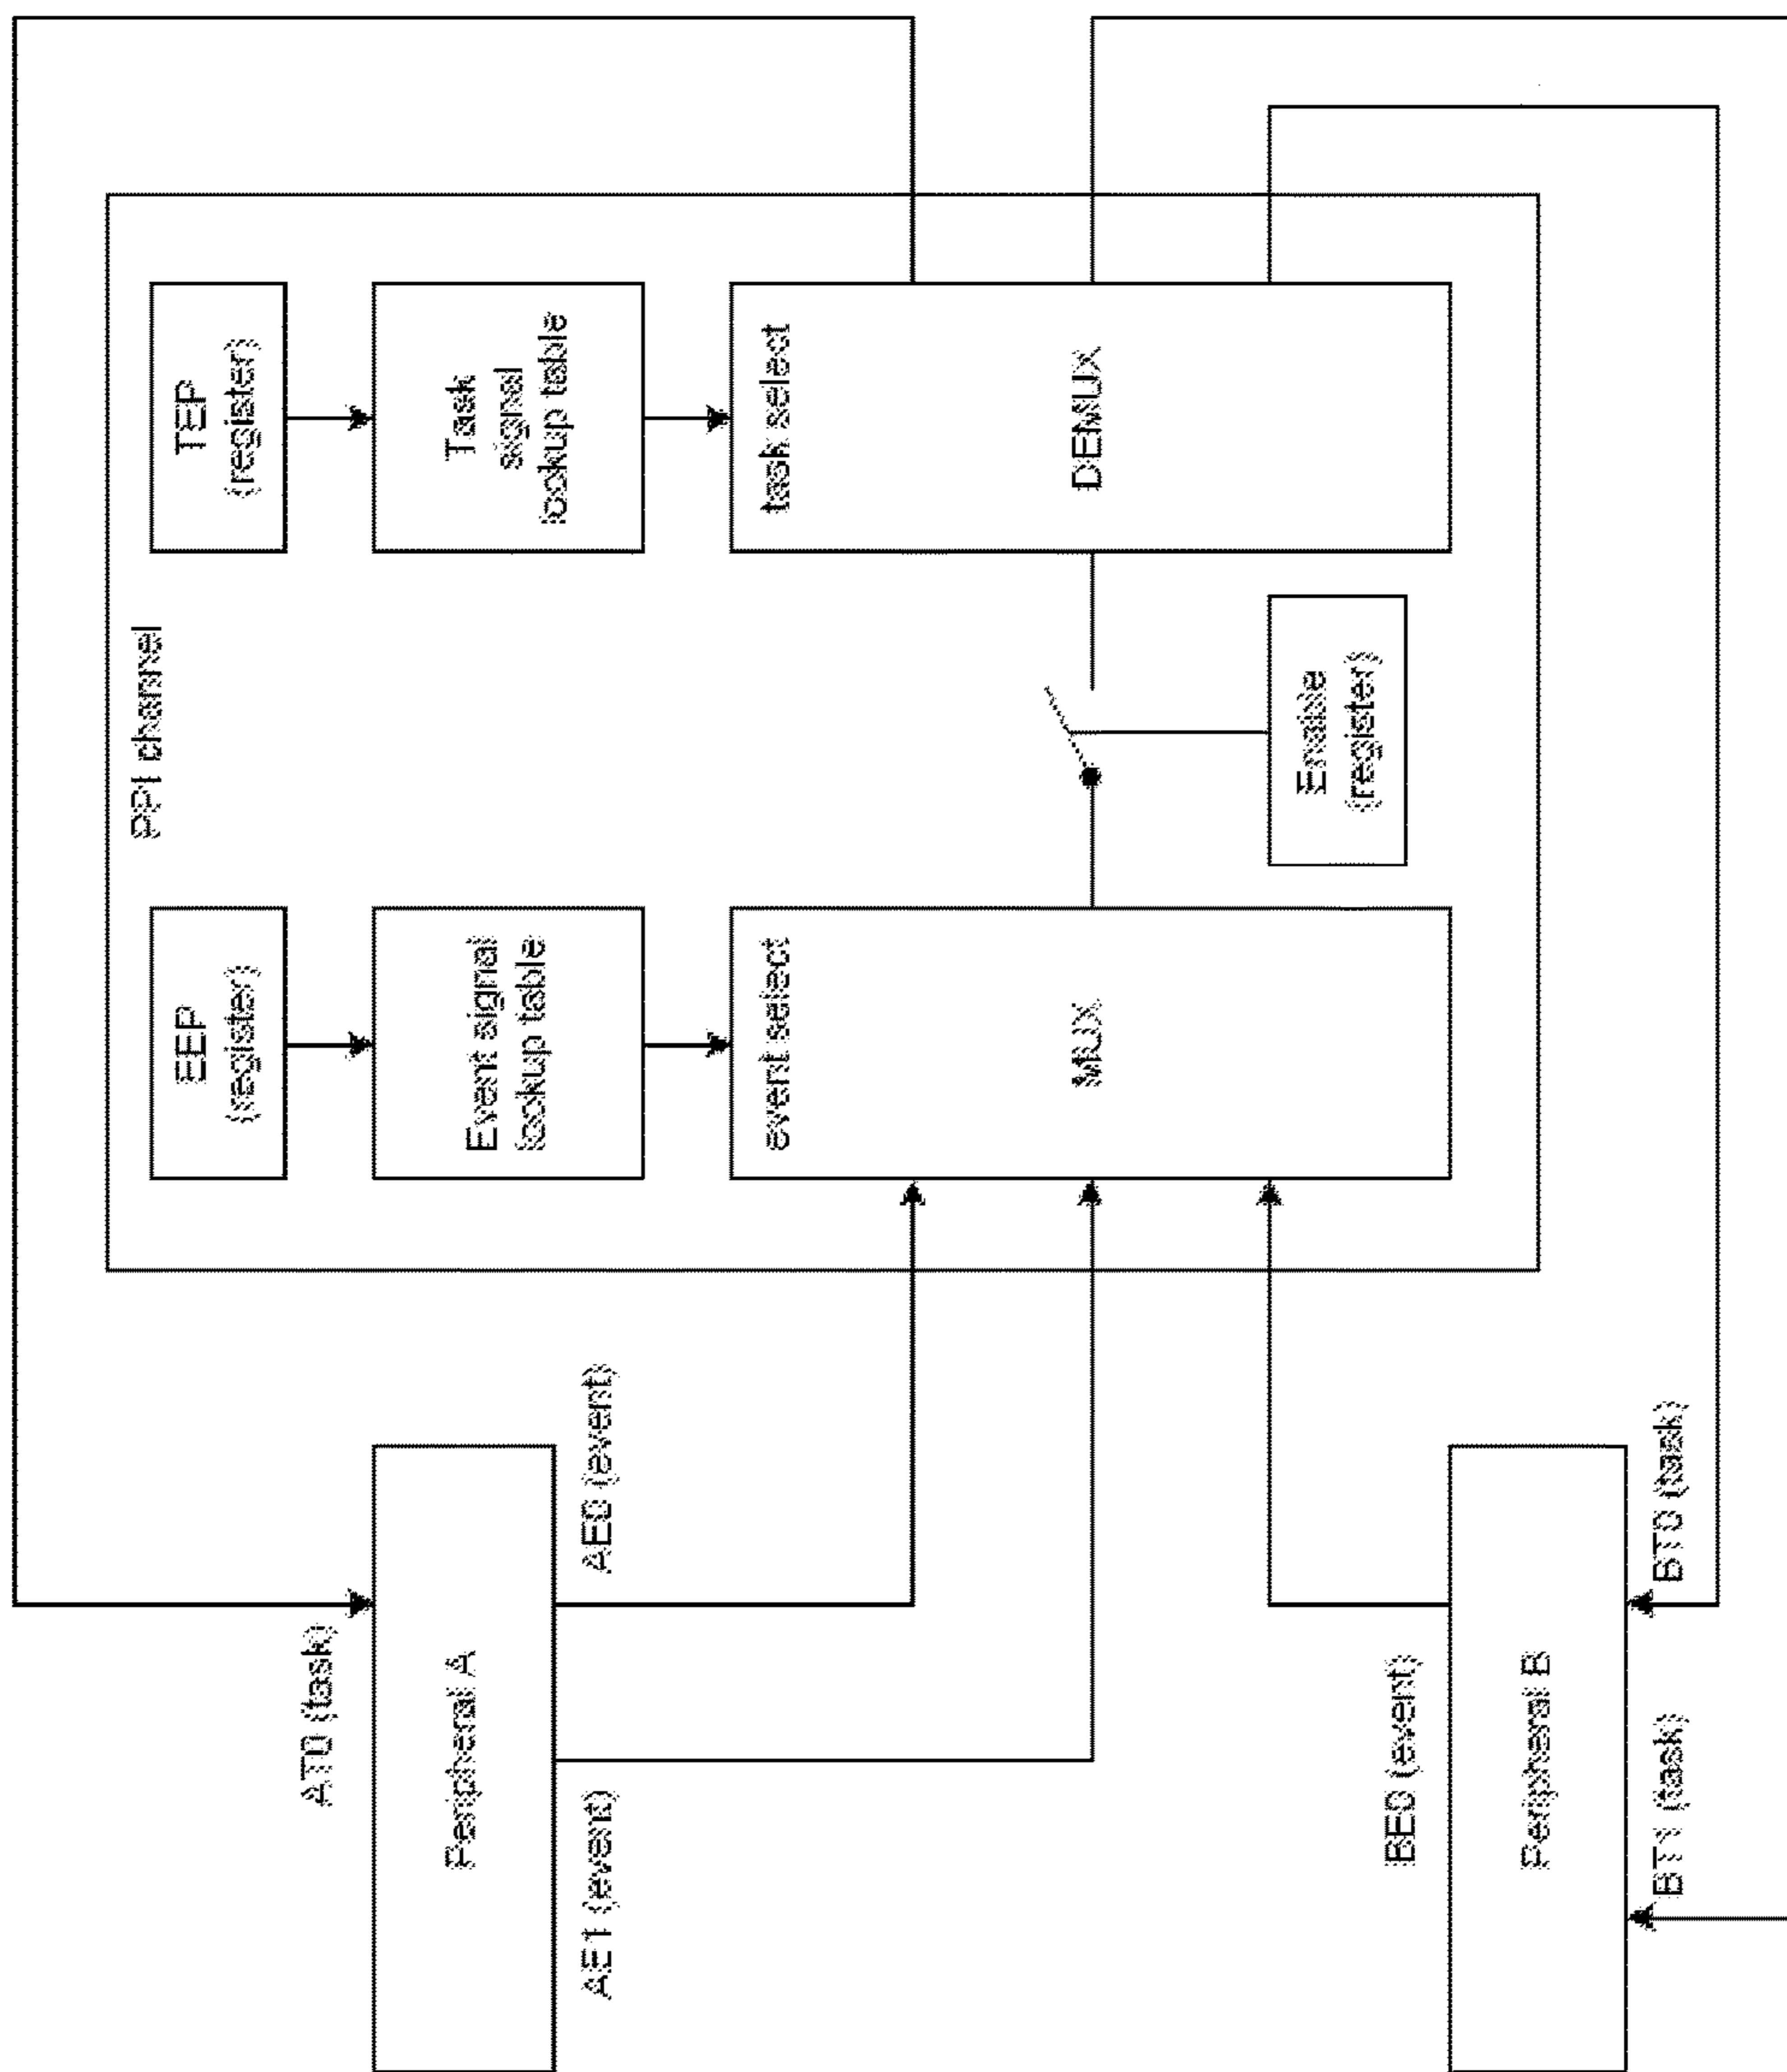 AT0 (task)
Peripheral A
AE1 (event)
AE0 (event)
BE0 (event)
Peripheral B
BT1 (task)
BT0 (task)
PPI channel
EEP
(register)
Event signal
lookup table
event select
MUX
Enable
(register)
TEP
(register)
Task
signal
lookup table
task select
DEMUX